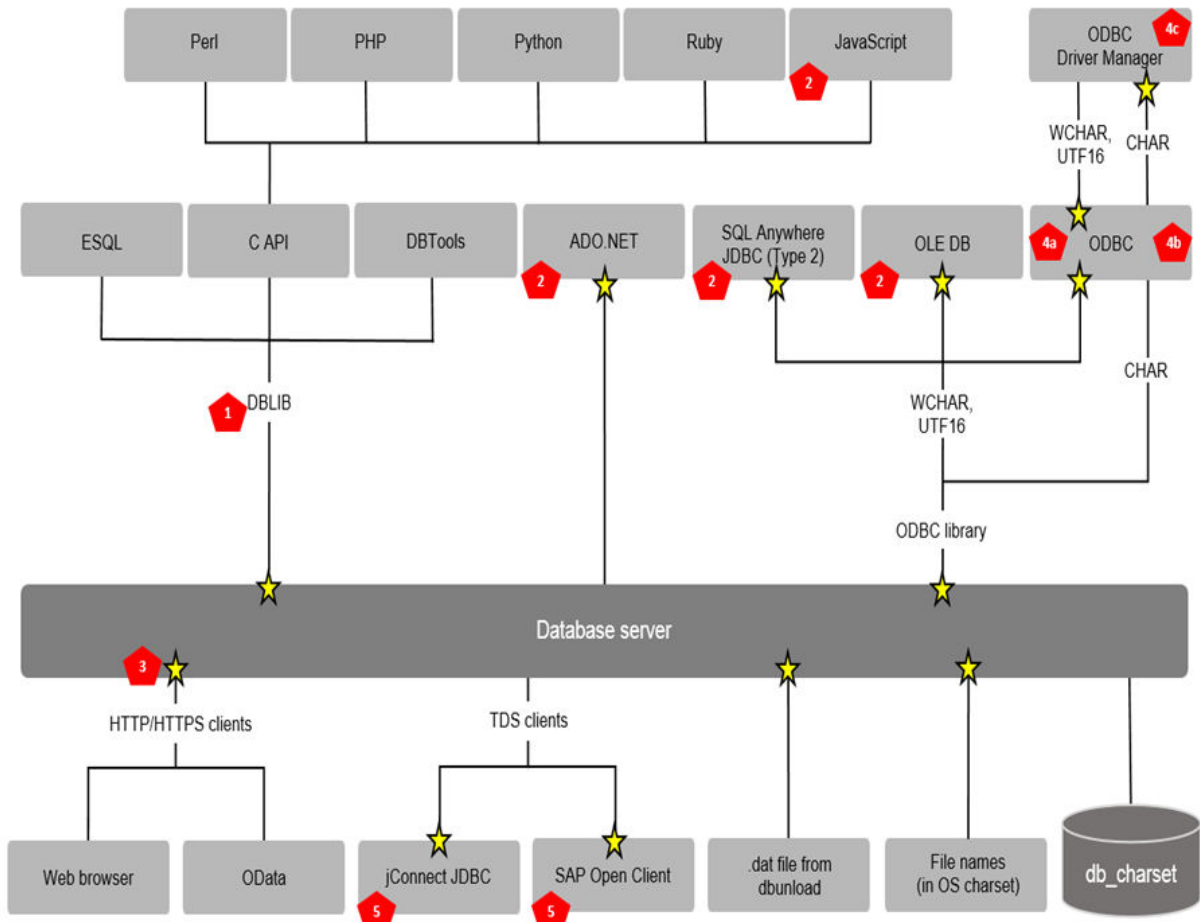 Perl
PHP
Python
Ruby
JavaScript
2
ODBC
Driver Manager
4c
WCHAR,
UTF16
CHAR
ESQL
C API
DBTools
ADO.NET
2
SQL Anywhere
JDBC (Type 2)
2
OLE DB
2
4a
ODBC
4b
1
DBLIB
WCHAR,
UTF16
CHAR
ODBC library
Database server
3
HTTP/HTTPS clients
TDS clients
Web browser
OData
jConnect JDBC
5
SAP Open Client
5
.dat file from
dbunload
File names
(in OS charset)
db_charset